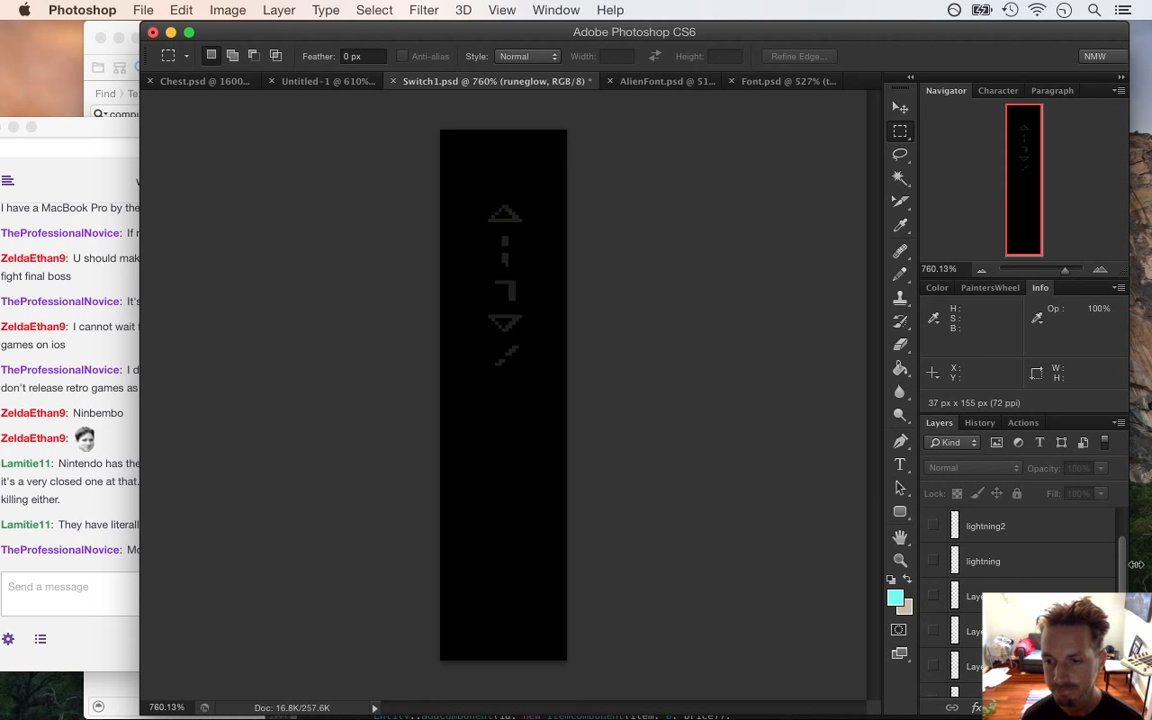 Photoshop File Edit Image Layer Type Select Filter 3D View Window Help
Adobe Photoshop CS6
Feather: 0 px Anti-alias Style: Normal Width: Height: Refine Edge... NMW
Chest.psd @ 1600... Untitled-1 @ 610%... Switch1.psd @ 760% (runeglow, RGB/8) * AlienFont.psd @ 51... Font.psd @ 527% (t...
Find
I have a MacBook Pro by the
TheProfessionalNovice: If
ZeldaEthan9: U should mak
fight final boss
TheProfessionalNovice: It's
ZeldaEthan9: I cannot wait
games on ios
TheProfessionalNovice: I d
don't release retro games as
ZeldaEthan9: Ninbembo
ZeldaEthan9:
Lamitie11: Nintendo has the
it's a very closed one at that.
killing either.
Lamitie11: They have literall
TheProfessionalNovice: Mo
Send a message
Navigator Character Paragraph
760.13%
Color PaintersWheel Info
H: Op: 100%
S:
B:
X: W:
Y: H:
37 px x 155 px (72 ppi)
Layers History Actions
Kind
Normal Opacity: 100%
Lock: Fill: 100%
lightning2
lightning
Laye
Laye
Laye
fx
760.13% Doc: 16.8K/257.6K